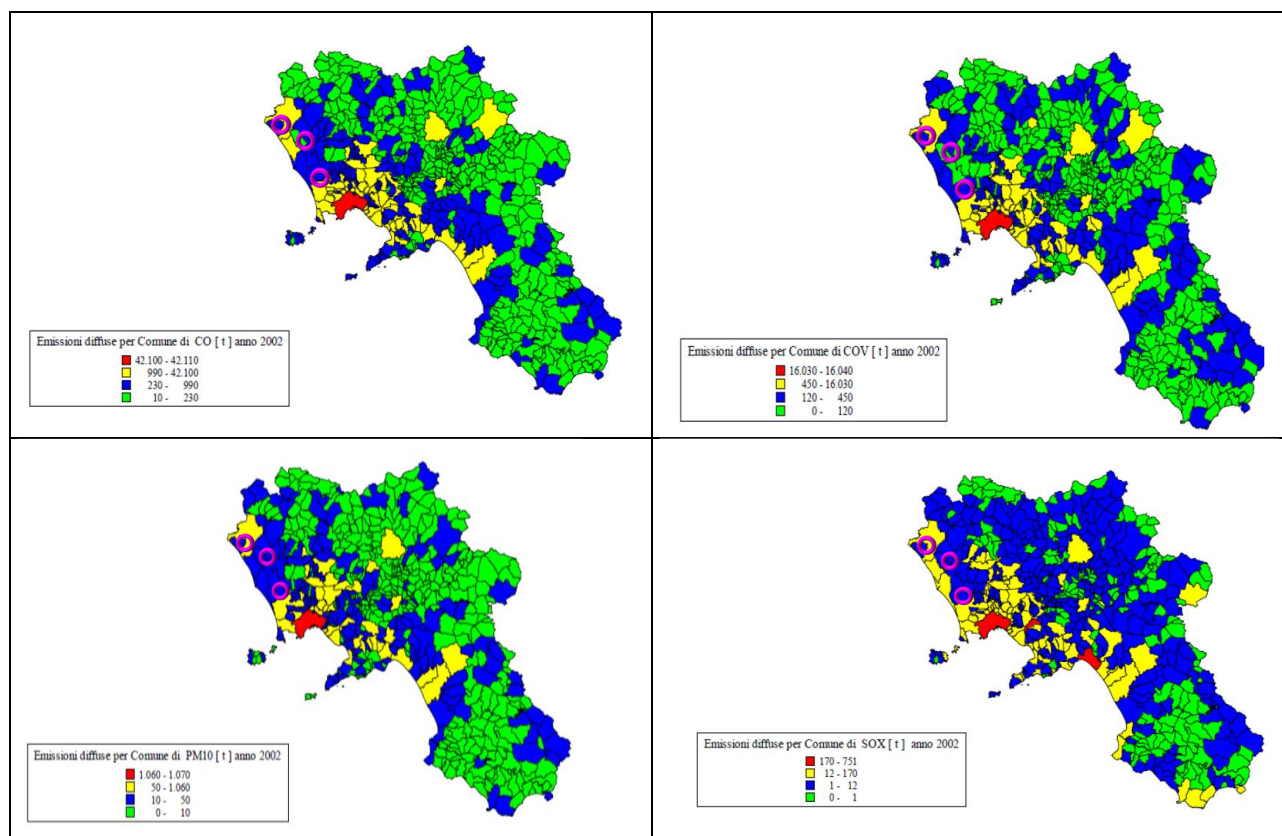 Emissioni diffuse per Comune di CO [ t ] anno 2002
42.100 - 42.110
990 - 42.100
230 - 990
10 - 230
Emissioni diffuse per Comune di COV [ t ] anno 2002
16.030 - 16.040
450 - 16.030
120 - 450
0 - 120
Emissioni diffuse per Comune di PM10 [ t ] anno 2002
1.060 - 1.070
50 - 1.060
10 - 50
0 - 10
Emissioni diffuse per Comune di SOX [ t ] anno 2002
170 - 751
12 - 170
1 - 12
0 - 1